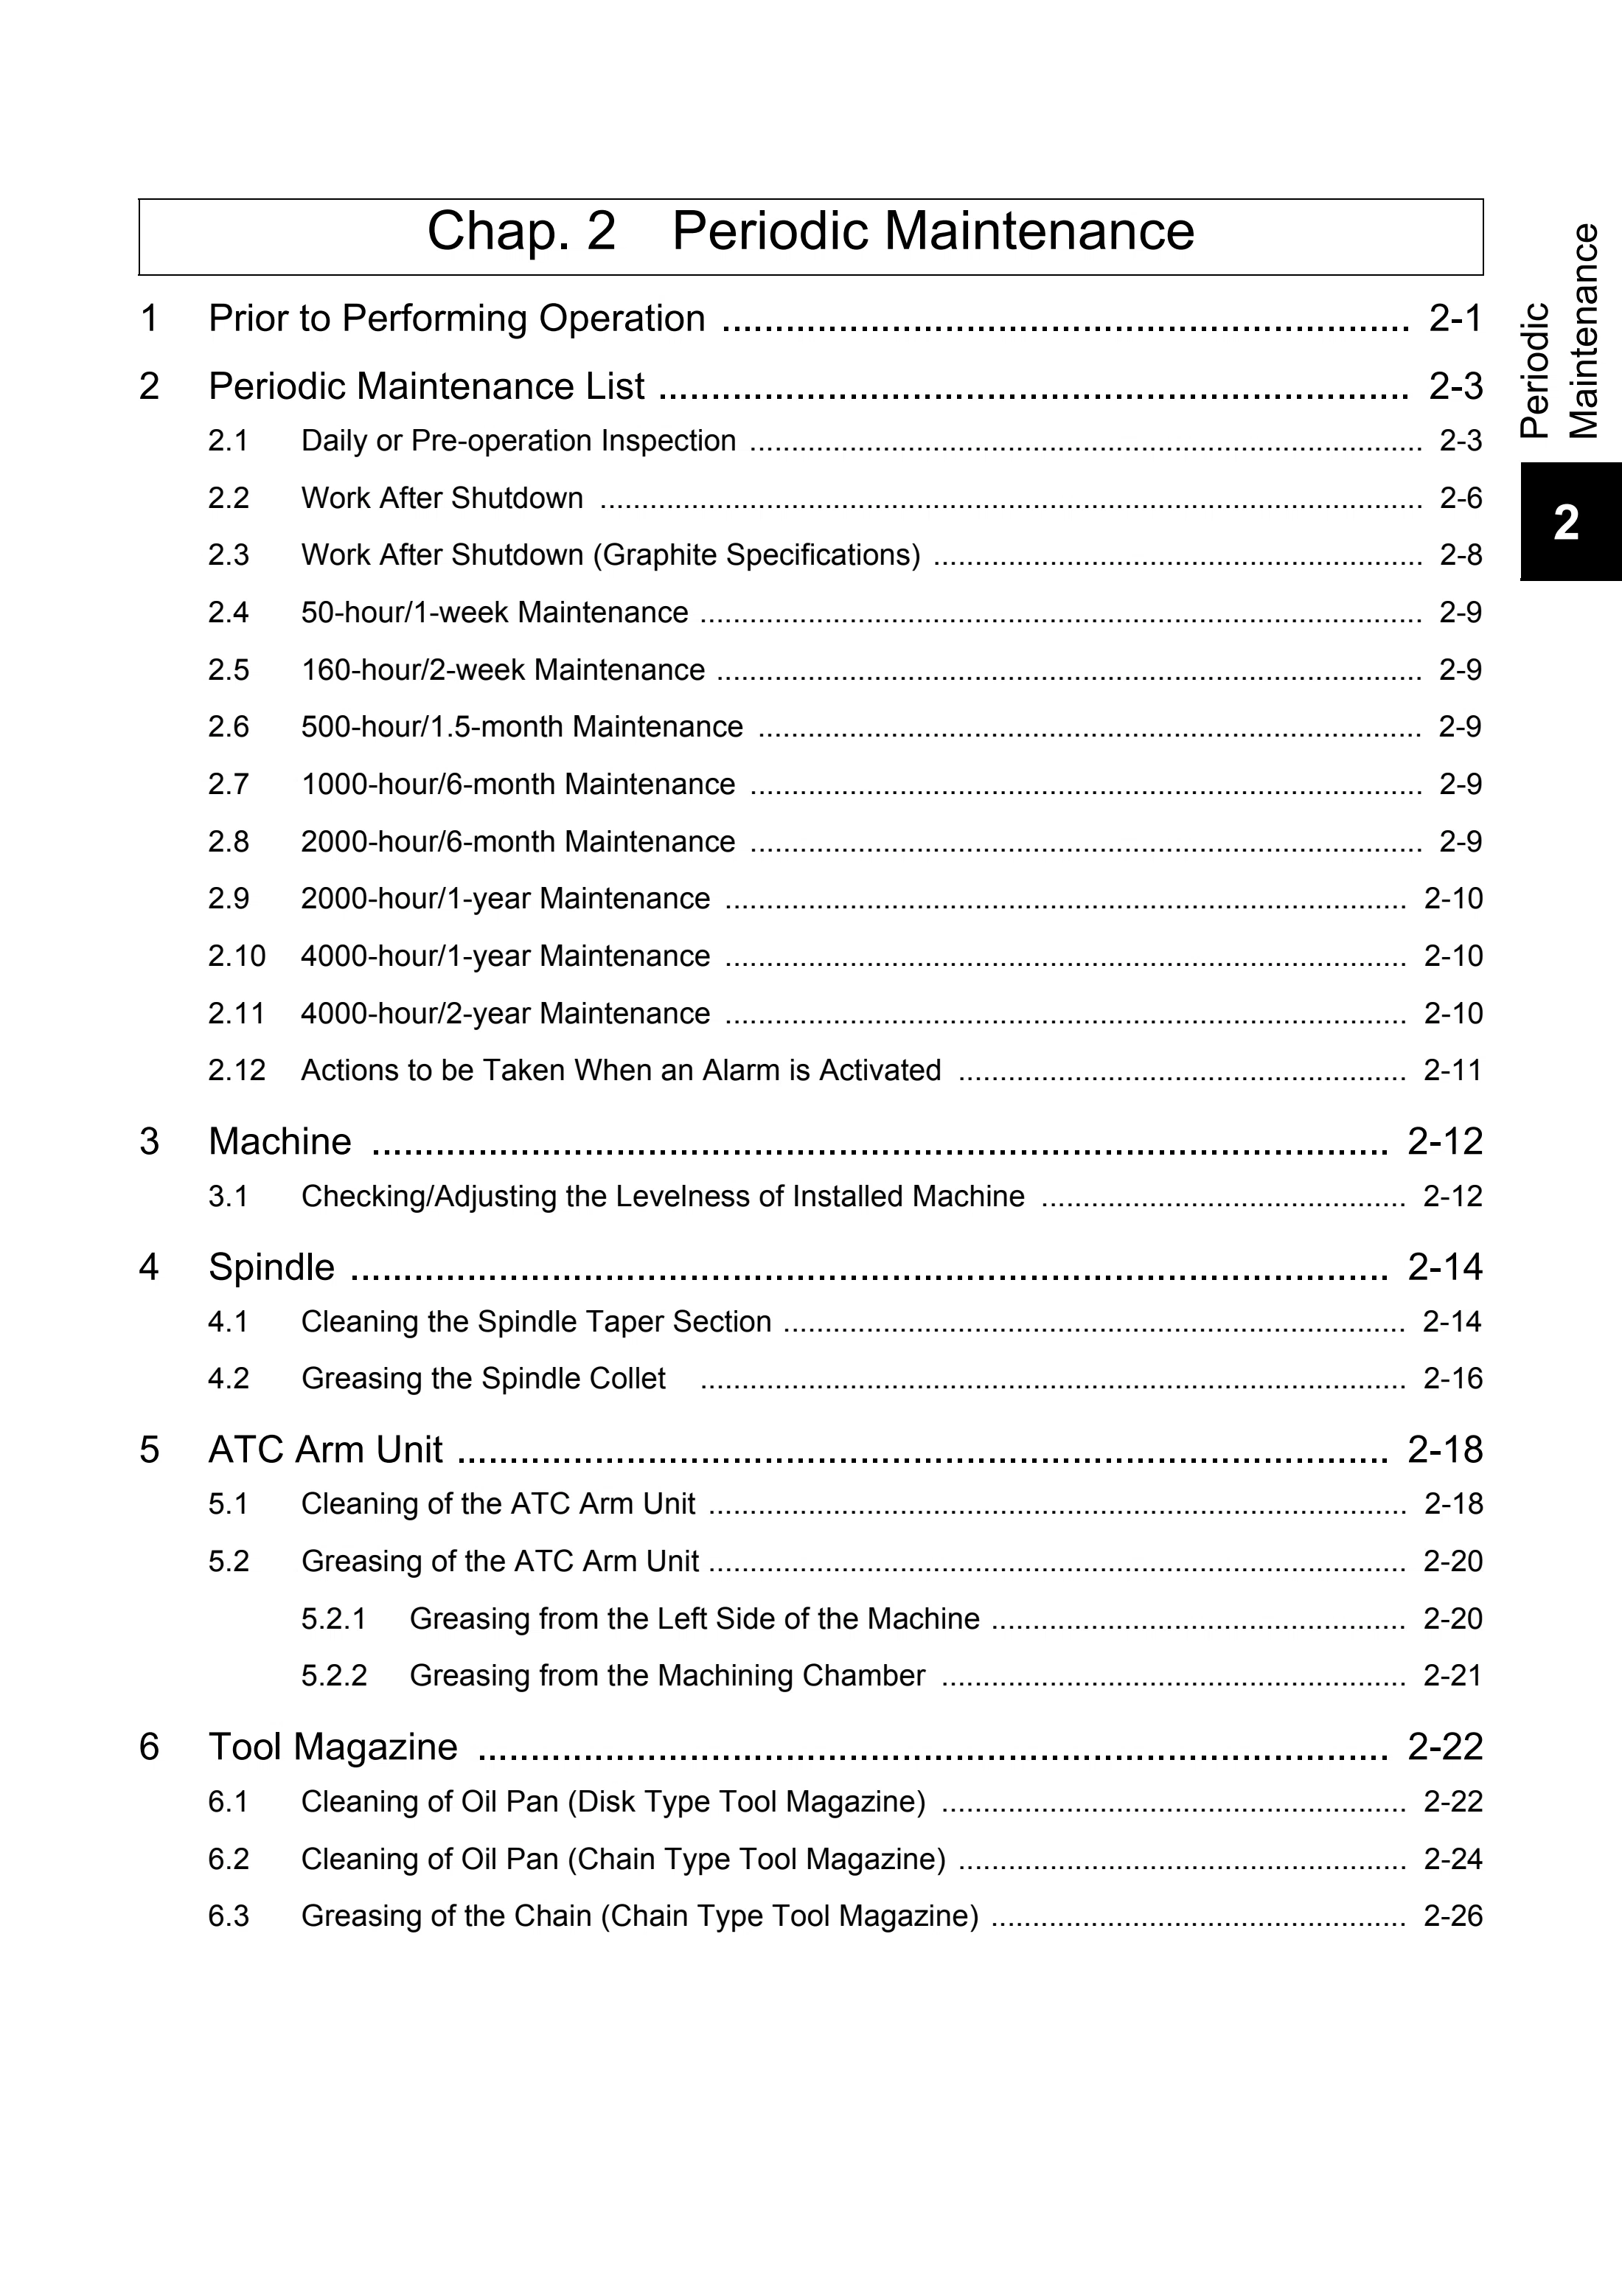 Chap. 2 Periodic Maintenance
1 Prior to Performing Operation ................................................................. 2-1
2 Periodic Maintenance List ....................................................................... 2-3
2.1 Daily or Pre-operation Inspection ................................................................................. 2-3
2.2 Work After Shutdown ................................................................................................... 2-6
2.3 Work After Shutdown (Graphite Specifications) ........................................................... 2-8
2.4 50-hour/1-week Maintenance ....................................................................................... 2-9
2.5 160-hour/2-week Maintenance ..................................................................................... 2-9
2.6 500-hour/1.5-month Maintenance ................................................................................ 2-9
2.7 1000-hour/6-month Maintenance ................................................................................. 2-9
2.8 2000-hour/6-month Maintenance ................................................................................. 2-9
2.9 2000-hour/1-year Maintenance .................................................................................. 2-10
2.10 4000-hour/1-year Maintenance .................................................................................. 2-10
2.11 4000-hour/2-year Maintenance .................................................................................. 2-10
2.12 Actions to be Taken When an Alarm is Activated ...................................................... 2-11
3 Machine ................................................................................................ 2-12
3.1 Checking/Adjusting the Levelness of Installed Machine ............................................ 2-12
4 Spindle .................................................................................................. 2-14
4.1 Cleaning the Spindle Taper Section ........................................................................... 2-14
4.2 Greasing the Spindle Collet ..................................................................................... 2-16
5 ATC Arm Unit ........................................................................................ 2-18
5.1 Cleaning of the ATC Arm Unit .................................................................................... 2-18
5.2 Greasing of the ATC Arm Unit .................................................................................... 2-20
5.2.1 Greasing from the Left Side of the Machine .................................................. 2-20
5.2.2 Greasing from the Machining Chamber ........................................................ 2-21
6 Tool Magazine ...................................................................................... 2-22
6.1 Cleaning of Oil Pan (Disk Type Tool Magazine) ........................................................ 2-22
6.2 Cleaning of Oil Pan (Chain Type Tool Magazine) ...................................................... 2-24
6.3 Greasing of the Chain (Chain Type Tool Magazine) .................................................. 2-26
Periodic
Maintenance
2